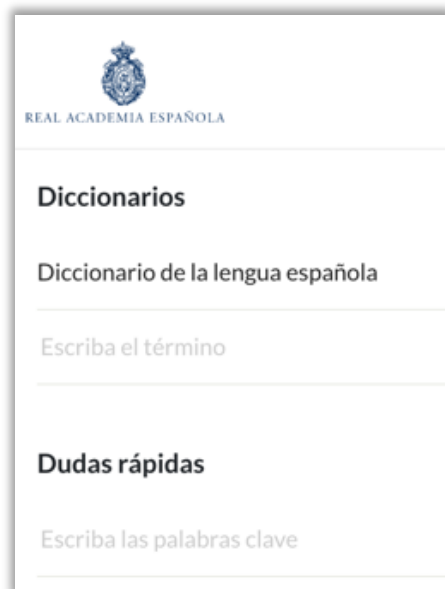 REAL ACADEMIA ESPAÑOLA
Diccionarios
Diccionario de la lengua española
Escriba el término
Dudas rápidas
Escriba las palabras clave